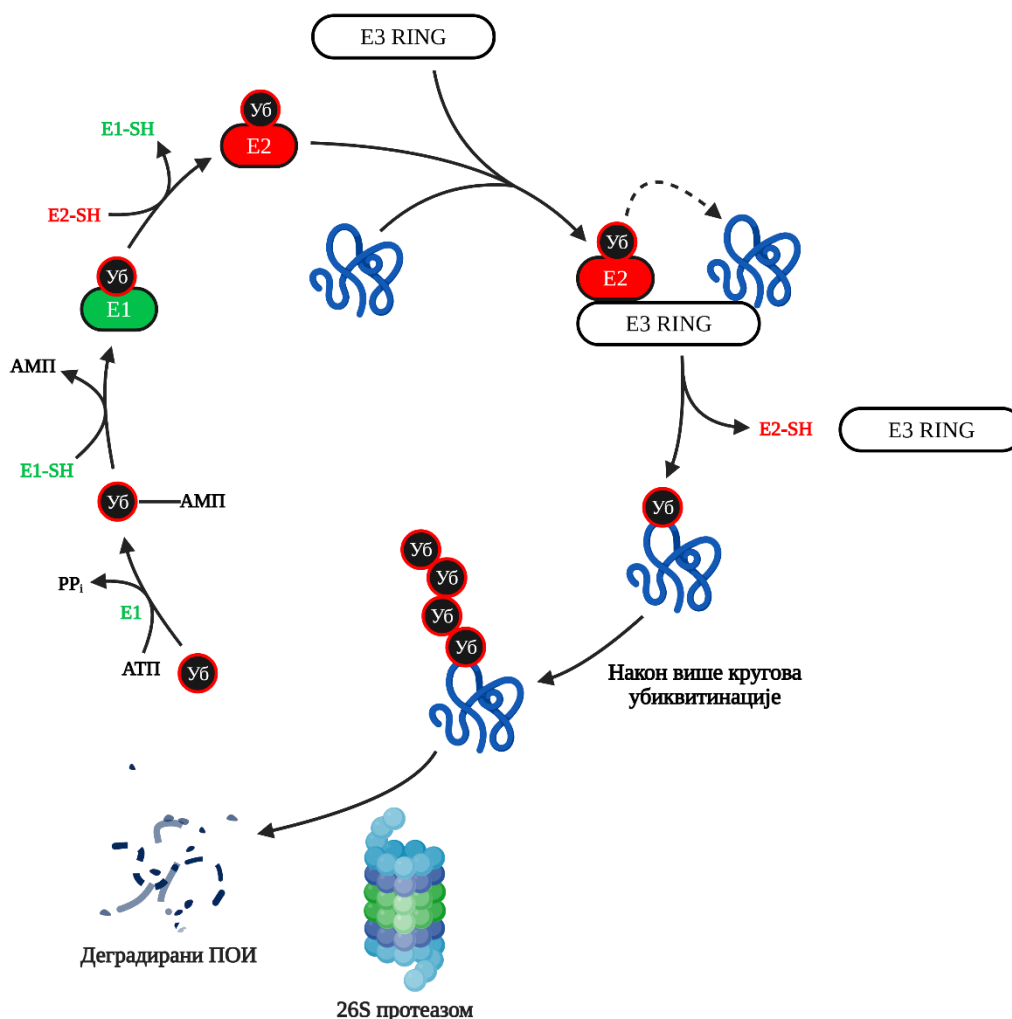 E3 RING
Уб
E2
E1-SH
E2-SH
Уб
E1
Уб
E2
E3 RING
АМП
E1-SH
Уб
АМП
E2-SH
E3 RING
Уб
PPi
E1
АТП
Уб
Уб
Уб
Уб
Уб
Након више кругова
убиквитинације
Деградирани ПОИ
26S протеазом